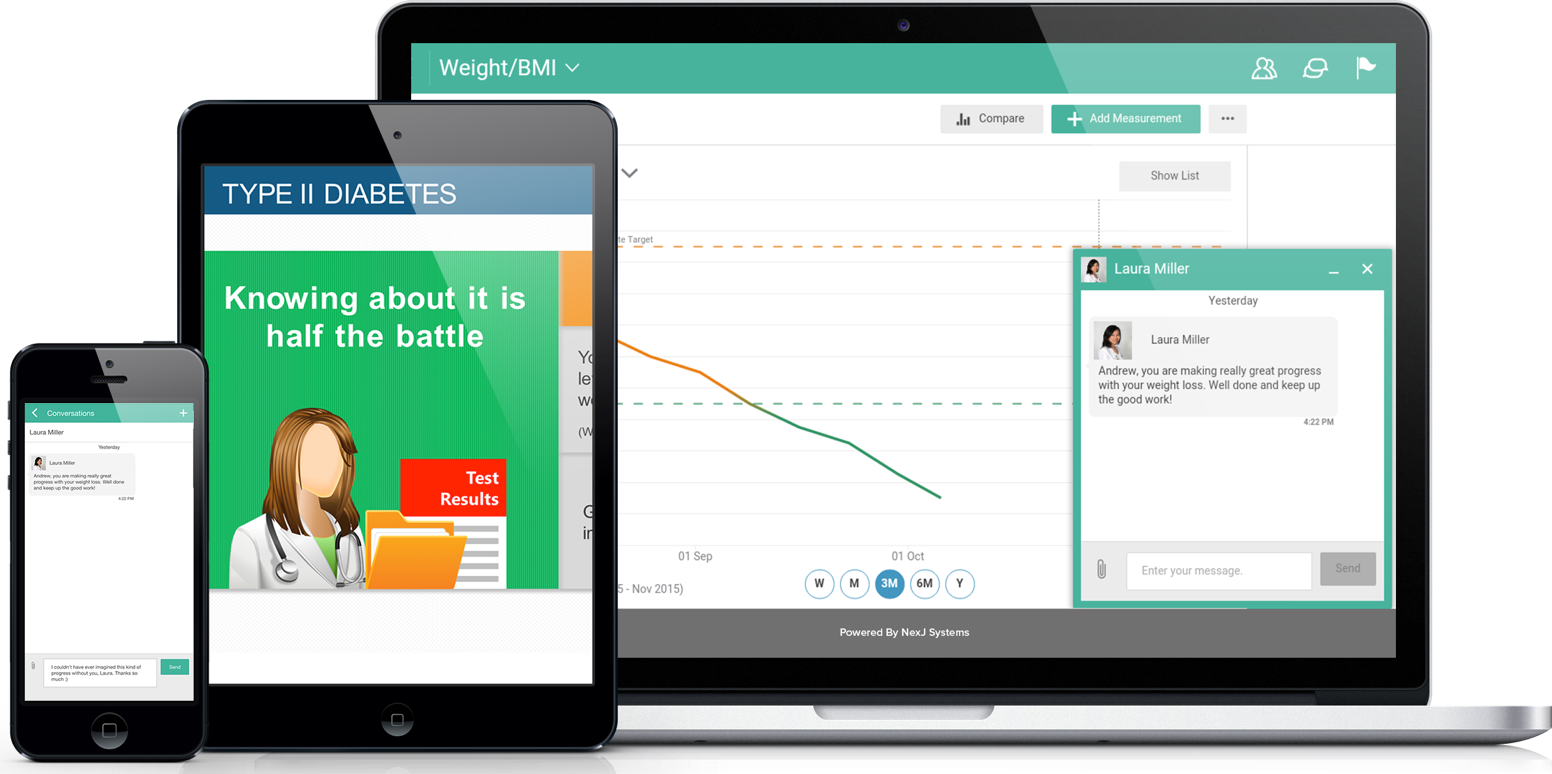 Weight/BMI
Compare
Add Measurement
Show List
te Target
01 Sep
01 Oct
5 - Nov 2015)
W
M
3M
6M
Y
Powered By NexJ Systems
Laura Miller
Yesterday
Laura Miller
Andrew, you are making really great progress
with your weight loss. Well done and keep up
the good work!
4:22 PM
Enter your message.
Send
TYPE II DIABETES
Knowing about it is
half the battle
Test
Results
Yo
le
we
(W
G
in
Conversations
Laura Miller
Yesterday
Laura Miller
Andrew, you are making really great
progress with your weight loss. Well done
and keep up the good work!
4:22 PM
I couldn't have ever imagined this kind of
progress without you, Laura. Thanks so
much :)
Send